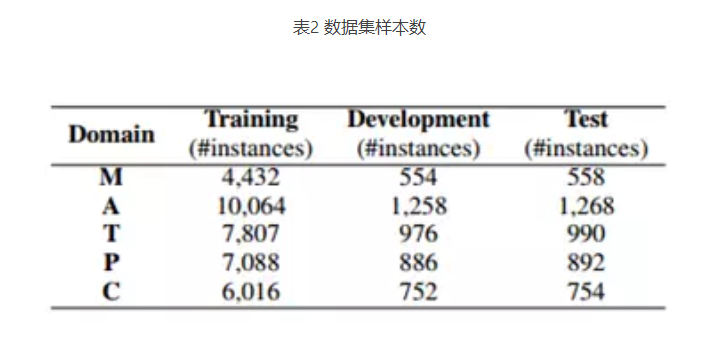 表2 数据集样本数
Domain Training Development Test
(#instances) (#instances) (#instances)
M 4,432 554 558
A 10,064 1,258 1,268
T 7,807 976 990
P 7,088 886 892
C 6,016 752 754